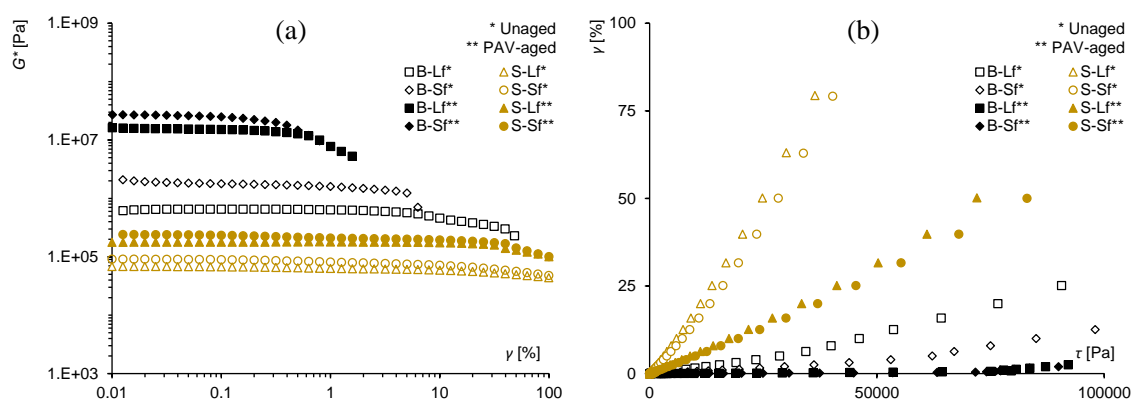 (a)
G* [Pa]
1.E+09
1.E+07
1.E+05
1.E+03
* Unaged
** PAV-aged
B-Lf* S-Lf*
B-Sf* S-Sf*
B-Lf** S-Lf**
B-Sf** S-Sf**
γ [%]
0.01 0.1 1 10 100
(b)
γ [%]
100
75
50
25
0
* Unaged
** PAV-aged
B-Lf* S-Lf*
B-Sf* S-Sf*
B-Lf** S-Lf**
B-Sf** S-Sf**
τ [Pa]
0 50000 100000